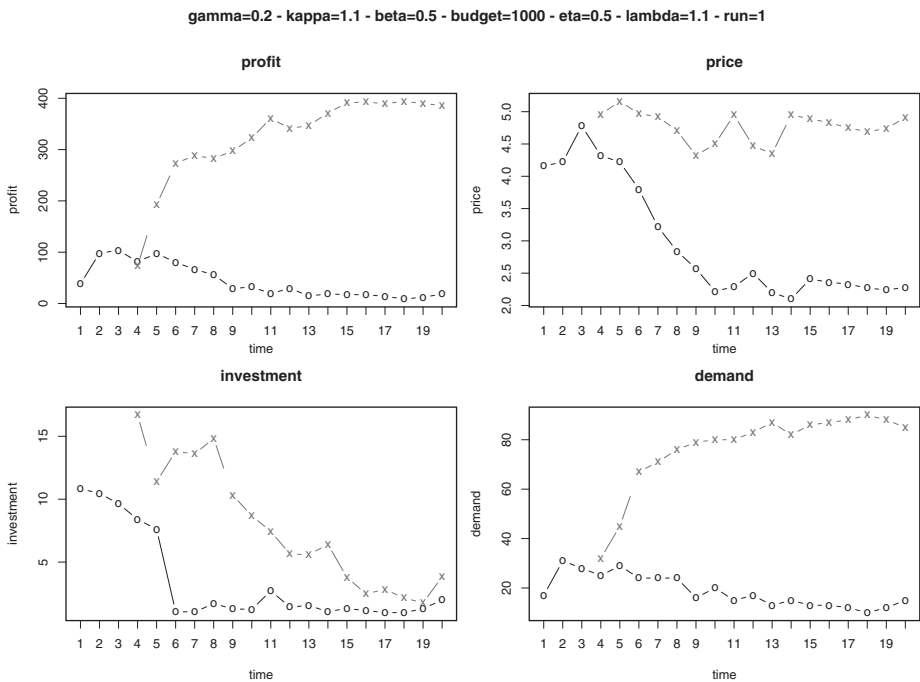 gamma=0.2 - kappa=1.1 - beta=0.5 - budget=1000 - eta=0.5 - lambda=1.1 - run=1
profit
profit
0 100 200 300 400
1 2 3 4 5 6 7 8 9 11 13 15 17 19
time
price
price
2.0 2.5 3.0 3.5 4.0 4.5 5.0
1 2 3 4 5 6 7 8 9 11 13 15 17 19
time
investment
investment
5 10 15
1 2 3 4 5 6 7 8 9 11 13 15 17 19
time
demand
demand
20 40 60 80
1 2 3 4 5 6 7 8 9 11 13 15 17 19
time